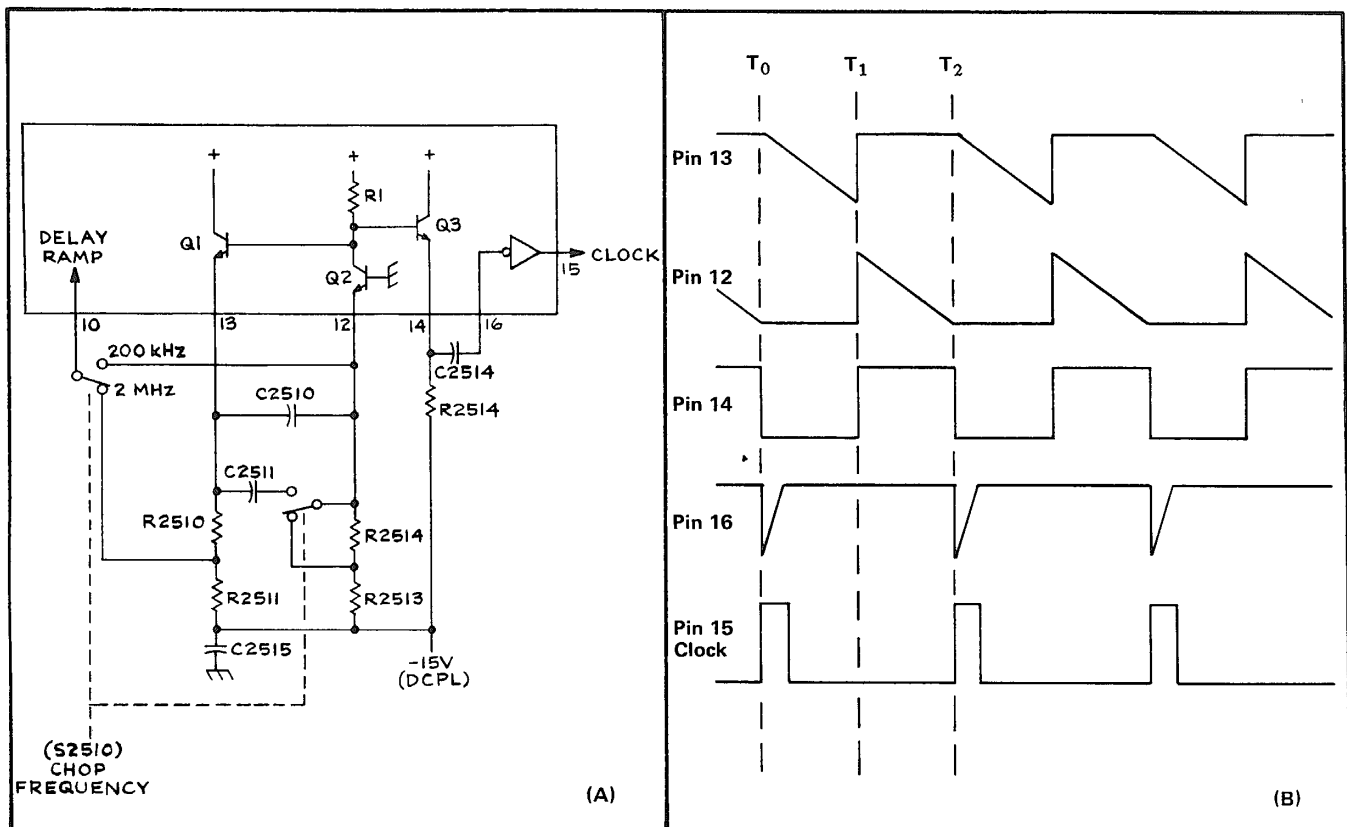 +
+
+
R1
Q1
Q3
DELAY
RAMP
Q2
CLOCK
15
10
13
12
14
16
200 kHz
2 MHz
C2514
C2510
R2514
C2511
R2510
R2514
R2511
R2513
C2515
-15V
(DCPL)
(S2510)
CHOP
FREQUENCY
(A)
T0
T1
T2
Pin 13
Pin 12
Pin 14
Pin 16
Pin 15
Clock
(B)